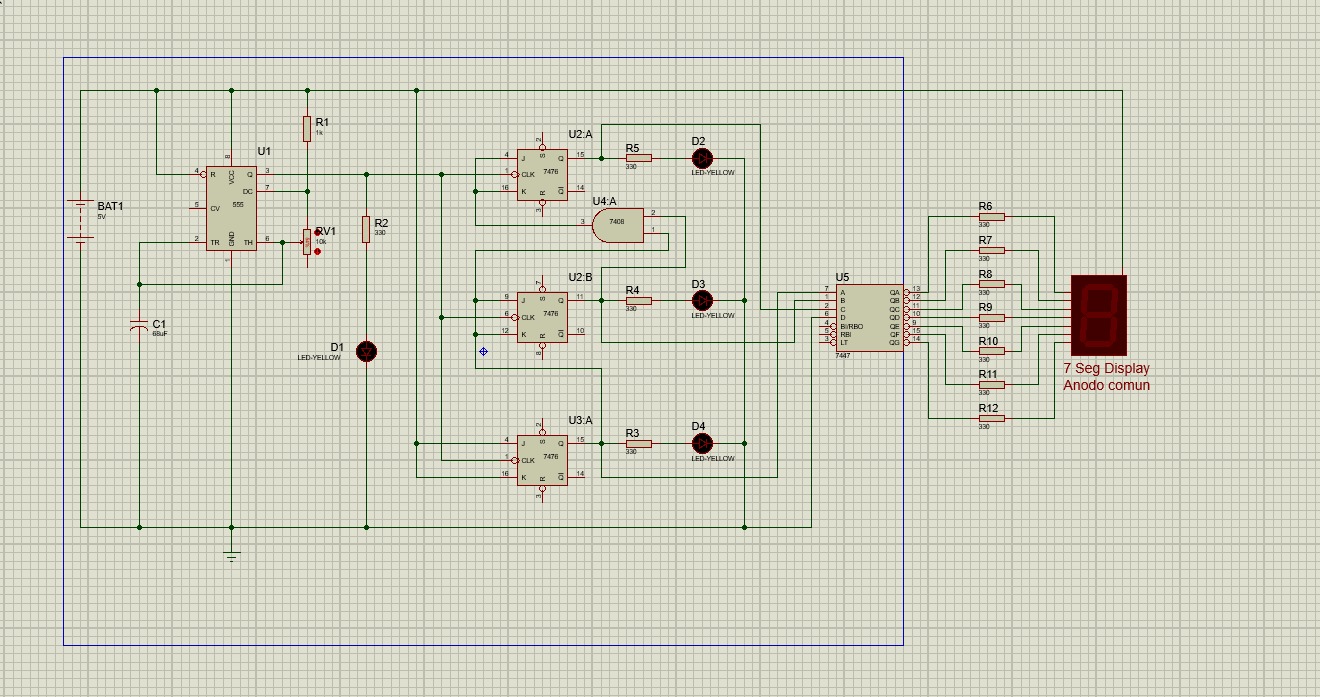 BAT1
5V
U1
4
R
VCC
8
Q
3
DC
7
5
CV
555
2
TR
GND
TH
6
1
C1
68uF
R1
1k
RV1
10k
R2
330
D1
LED-YELLOW
U2:A
4
J
2
S
Q
15
1
CLK
7476
16
K
R
Q
14
3
R5
330
D2
LED-YELLOW
U4:A
3
7408
2
1
U2:B
9
J
7
S
Q
11
6
CLK
7476
12
K
R
Q
10
8
R4
330
D3
LED-YELLOW
U3:A
4
J
2
S
Q
15
1
CLK
7476
16
K
R
Q
14
3
R3
330
D4
LED-YELLOW
U5
7
A
QA
13
1
B
QB
12
2
C
QC
11
6
D
QD
10
4
BI/RBO
QE
9
5
RBI
QF
15
3
LT
QG
14
7447
R6
330
R7
330
R8
330
R9
330
R10
330
R11
330
R12
330
7 Seg Display
Anodo comun